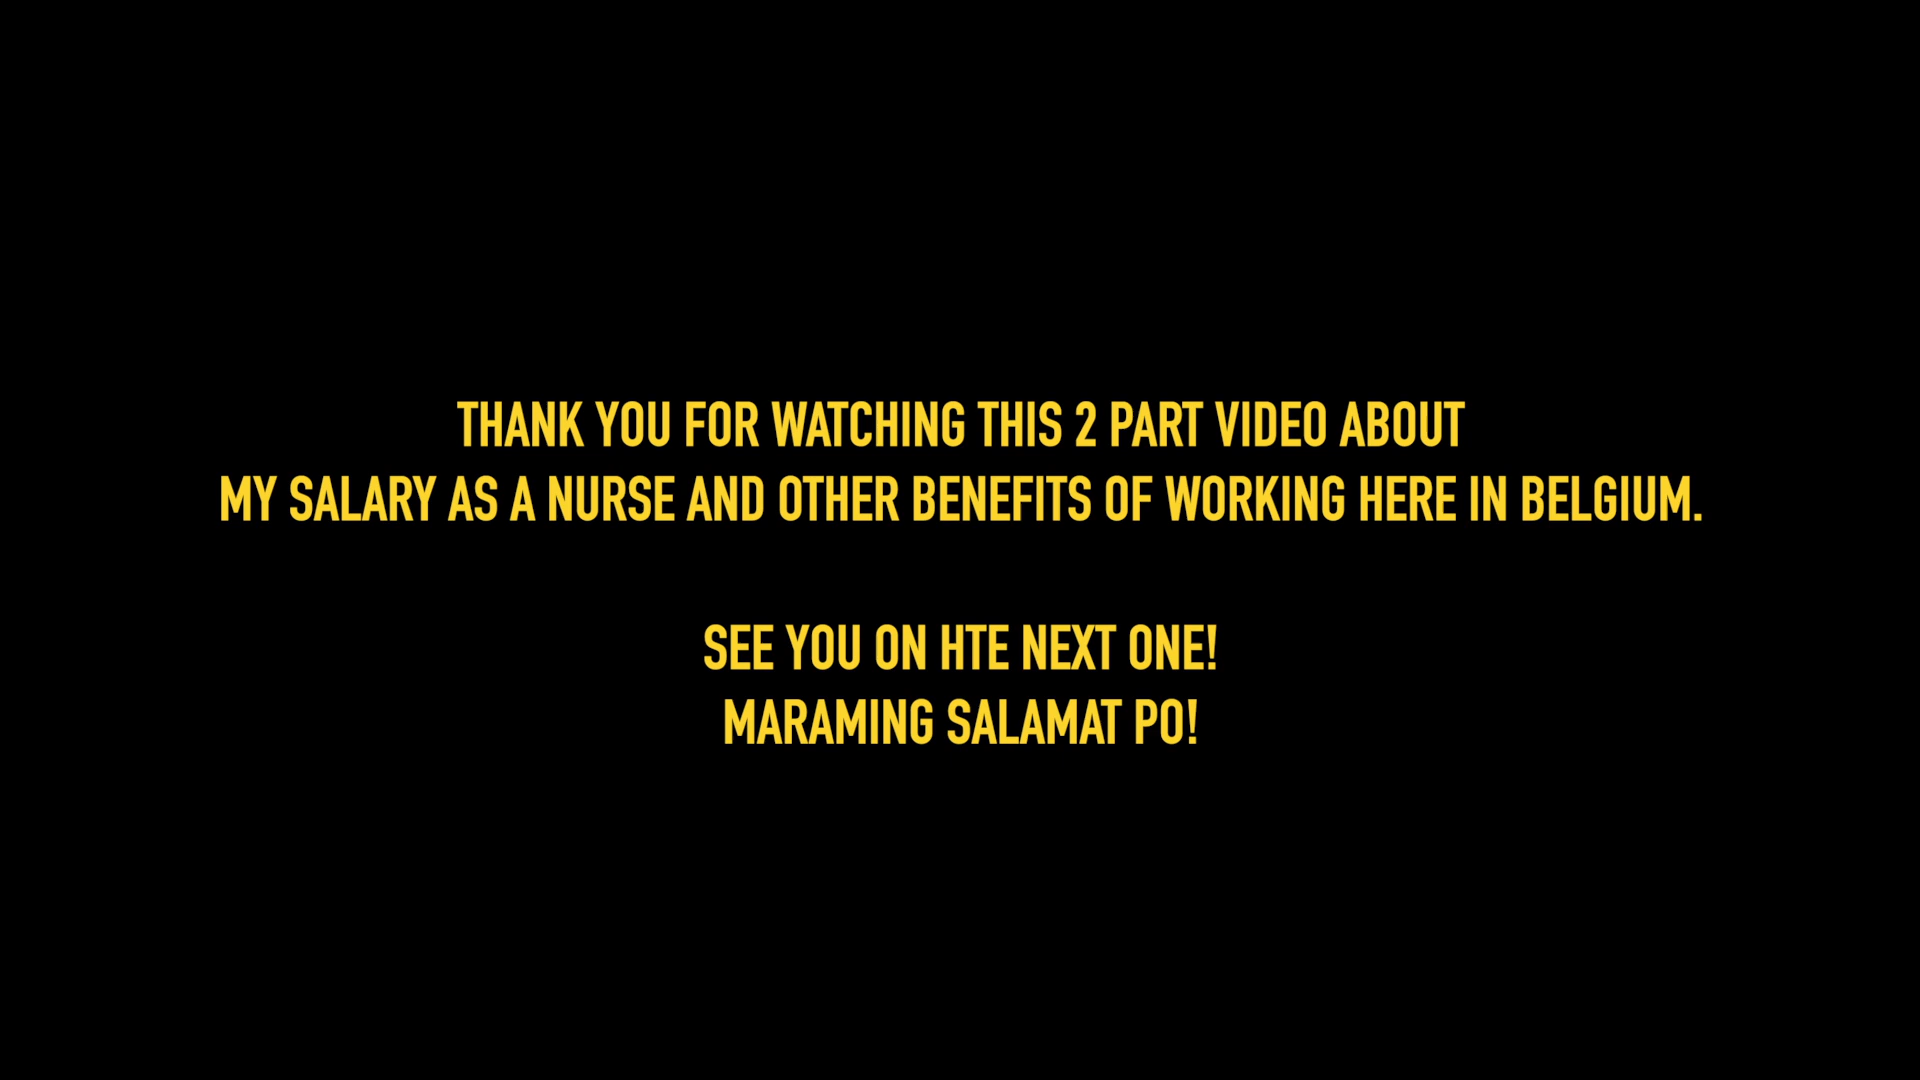 THANK YOU FOR WATCHING THIS 2 PART VIDEO ABOUT
MY SALARY AS A NURSE AND OTHER BENEFITS OF WORKING HERE IN BELGIUM.
SEE YOU ON HTE NEXT ONE!
MARAMING SALAMAT PO!